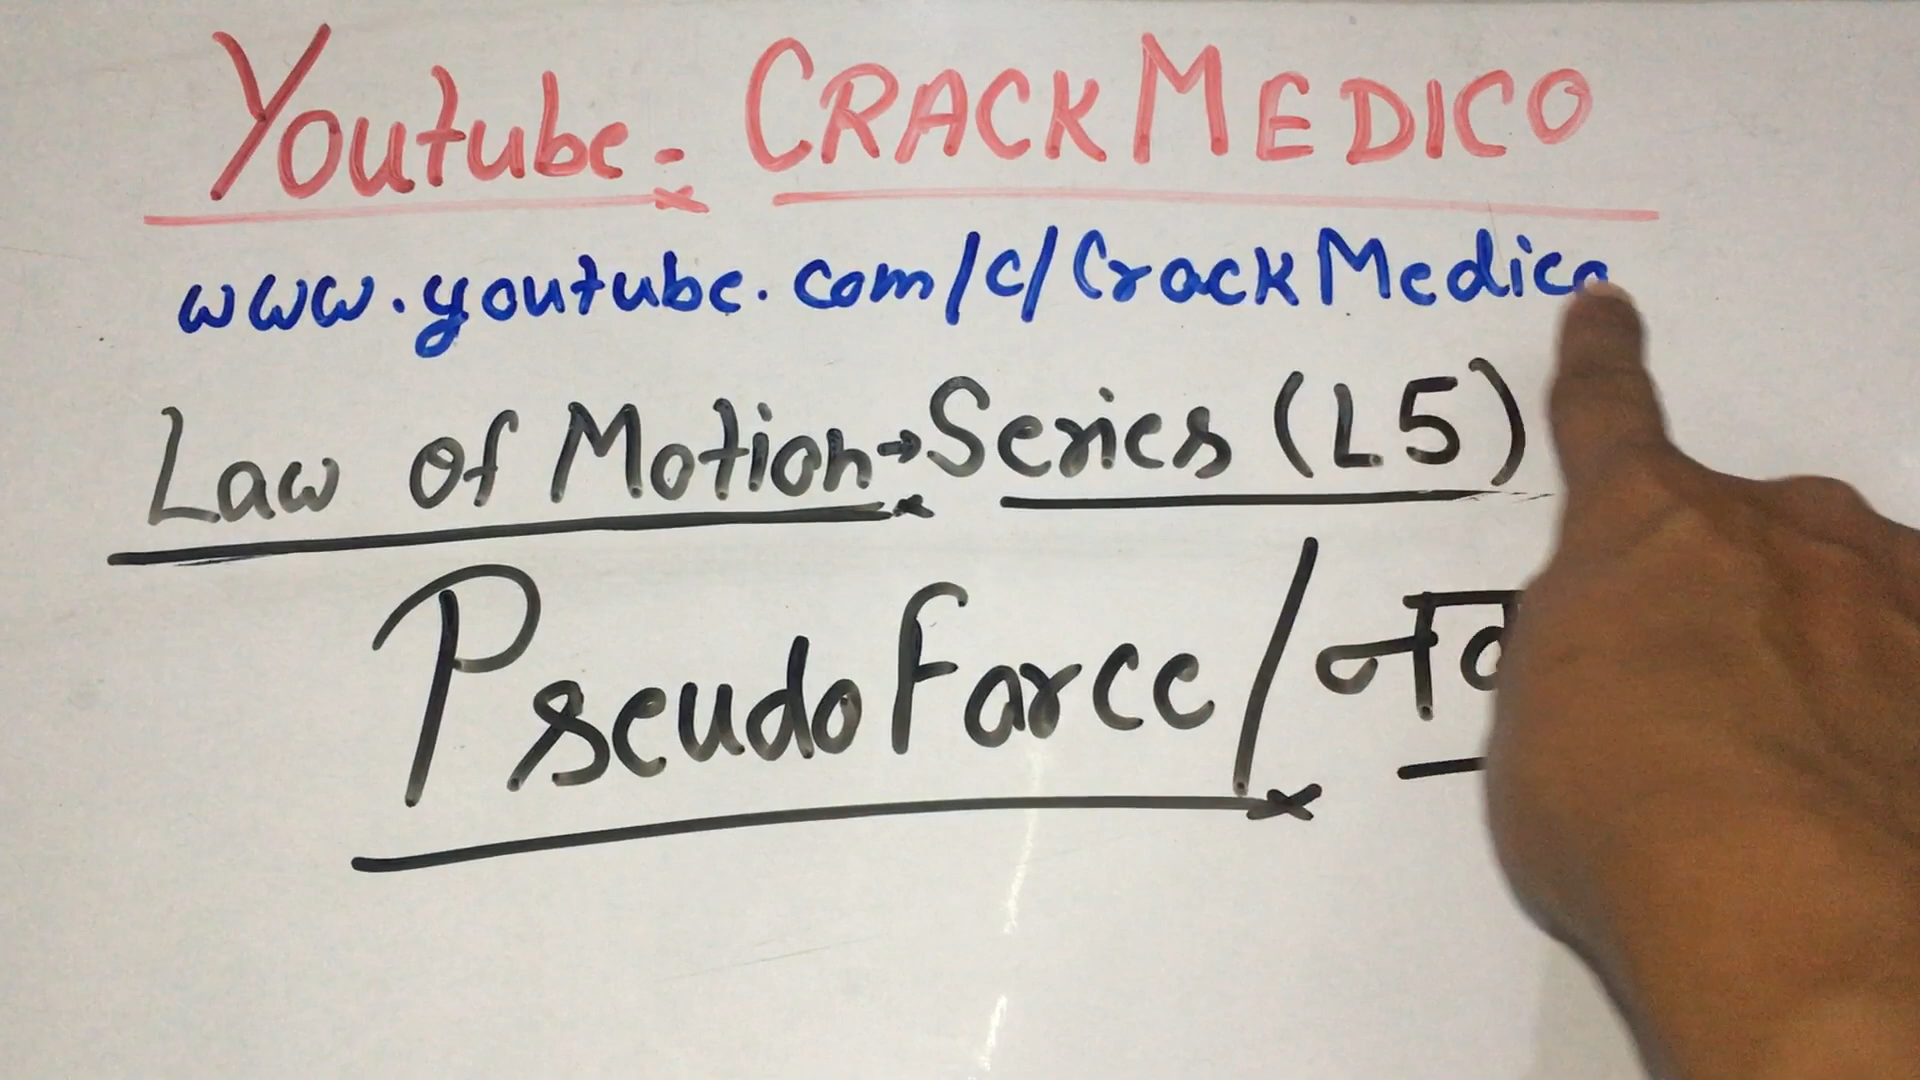 Youtube - CRACKMEDICO
www.youtube.com/c/CrackMedico
Law of Motion → Series (L5)
Pseudo Force /